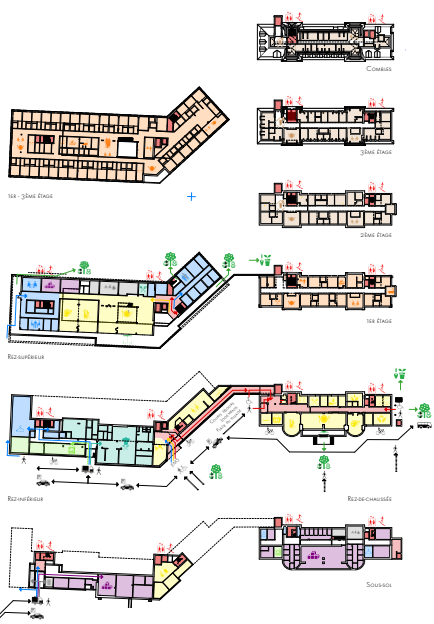 Combles
3ème étage
1er - 3ème étage
2ème étage
1er étage
Rez-supérieur
Rez-inférieur
Rez-de-chaussée
Sous-sol